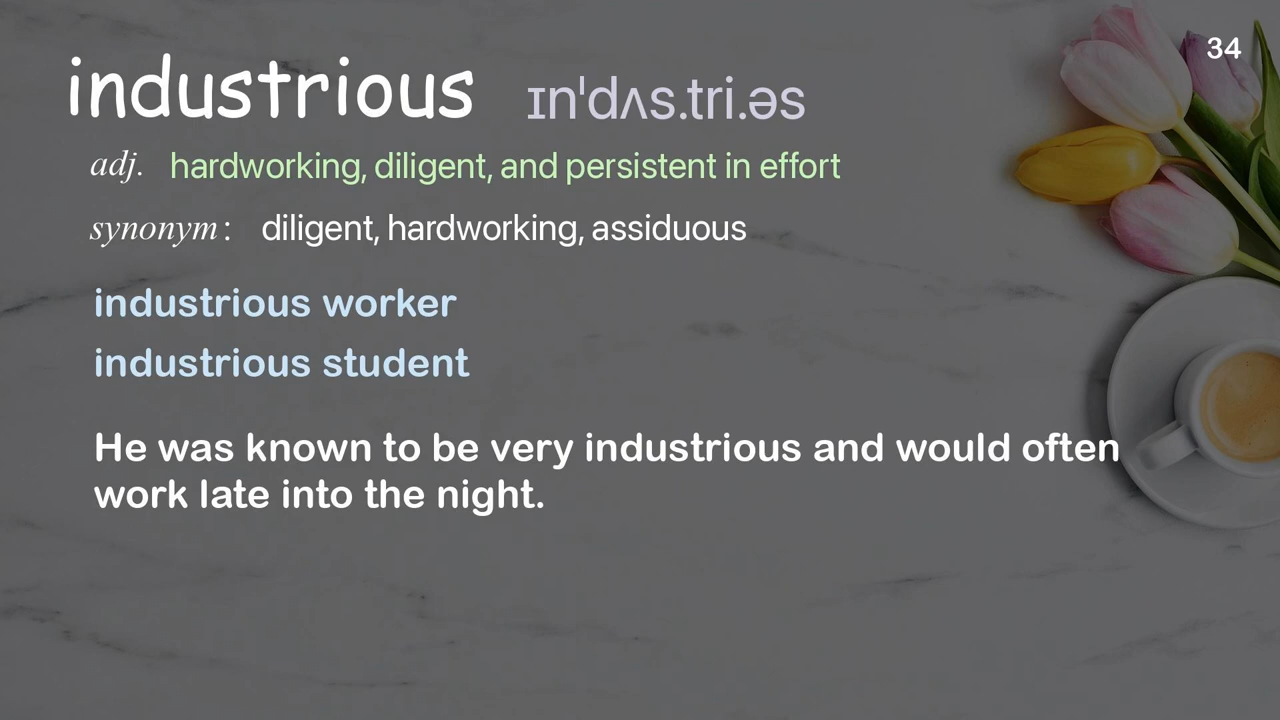 34
industrious ɪnˈdʌs.tri.əs
adj. hardworking, diligent, and persistent in effort
synonym: diligent, hardworking, assiduous
industrious worker
industrious student
He was known to be very industrious and would often
work late into the night.